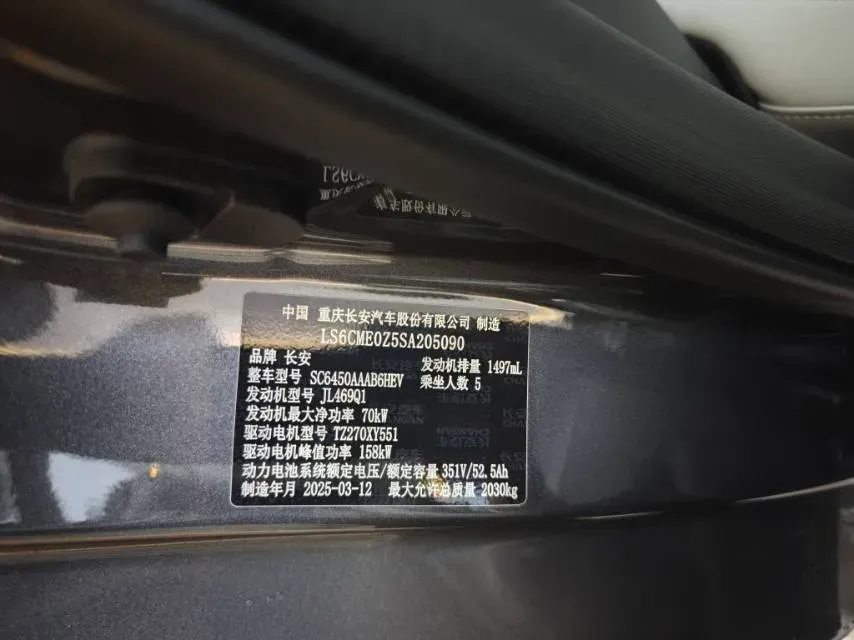 中国 重庆长安汽车股份有限公司 制造
LS6CME0Z5SA205090
品牌 长安
发动机排量 1497mL
整车型号 SC6450AAAB6HEV 乘坐人数 5
发动机型号 JL469Q1
发动机最大净功率 70kW
驱动电机型号 TZ270XY551
驱动电机峰值功率 158kW
动力电池系统额定电压/额定容量 351V/52.5Ah
制造年月 2025-03-12 最大允许总质量 2030kg